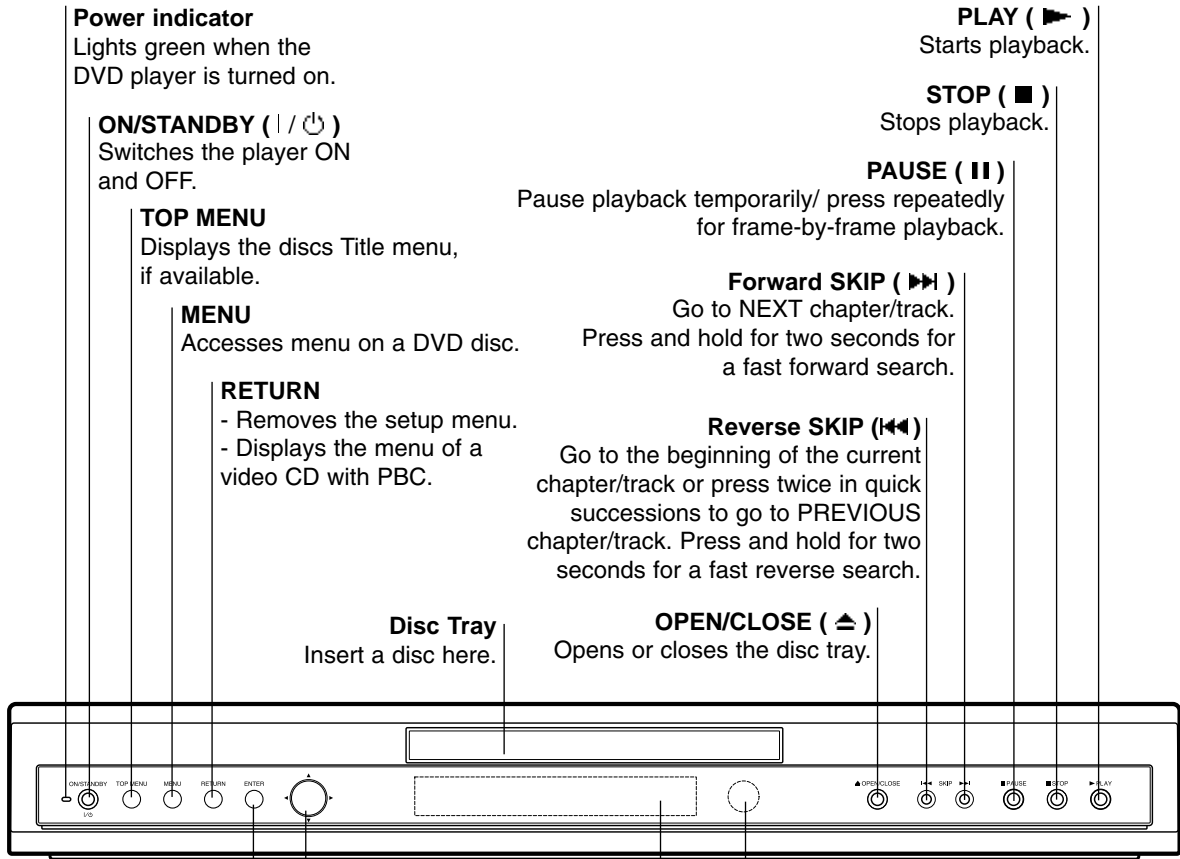 Power indicator
Lights green when the
DVD player is turned on.
ON/STANDBY ( I / ⏻ )
Switches the player ON
and OFF.
TOP MENU
Displays the discs Title menu,
if available.
MENU
Accesses menu on a DVD disc.
RETURN
- Removes the setup menu.
- Displays the menu of a
video CD with PBC.
Disc Tray
Insert a disc here.
PLAY ( ► )
Starts playback.
STOP ( ■ )
Stops playback.
PAUSE ( II )
Pause playback temporarily/ press repeatedly
for frame-by-frame playback.
Forward SKIP ( ►►I )
Go to NEXT chapter/track.
Press and hold for two seconds for
a fast forward search.
Reverse SKIP (I◄◄)
Go to the beginning of the current
chapter/track or press twice in quick
successions to go to PREVIOUS
chapter/track. Press and hold for two
seconds for a fast reverse search.
OPEN/CLOSE ( ⏏ )
Opens or closes the disc tray.
ON/STANDBY TOP MENU MENU RETURN ENTER ▲OPEN/CLOSE I◄◄ SKIP ►►I ▮▮PAUSE ■STOP ►PLAY
I/⏻